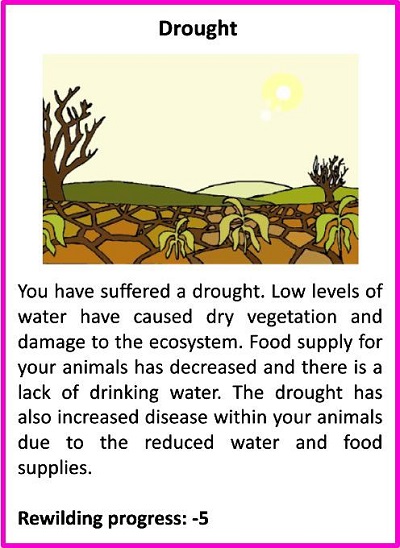 Drought
You have suffered a drought. Low levels of
water have caused dry vegetation and
damage to the ecosystem. Food supply for
your animals has decreased and there is a
lack of drinking water. The drought has
also increased disease within your animals
due to the reduced water and food
supplies.
Rewilding progress: -5